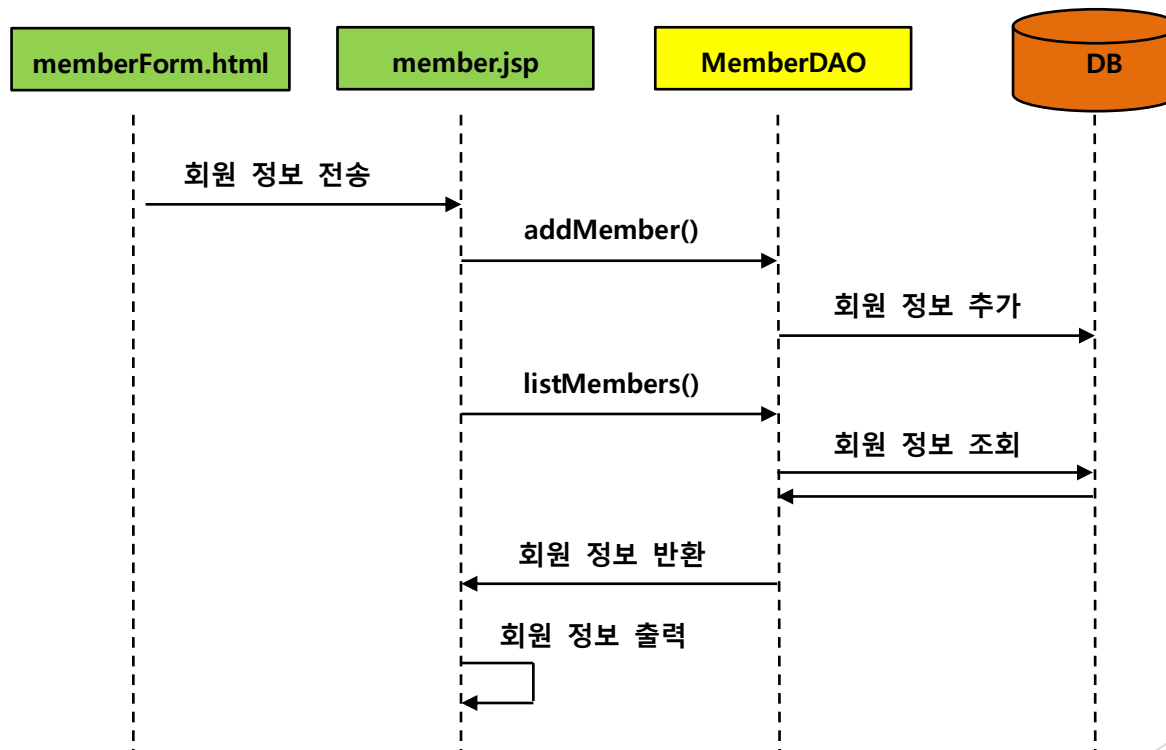 memberForm.html
member.jsp
MemberDAO
DB
회원 정보 전송
addMember()
회원 정보 추가
listMembers()
회원 정보 조회
회원 정보 반환
회원 정보 출력